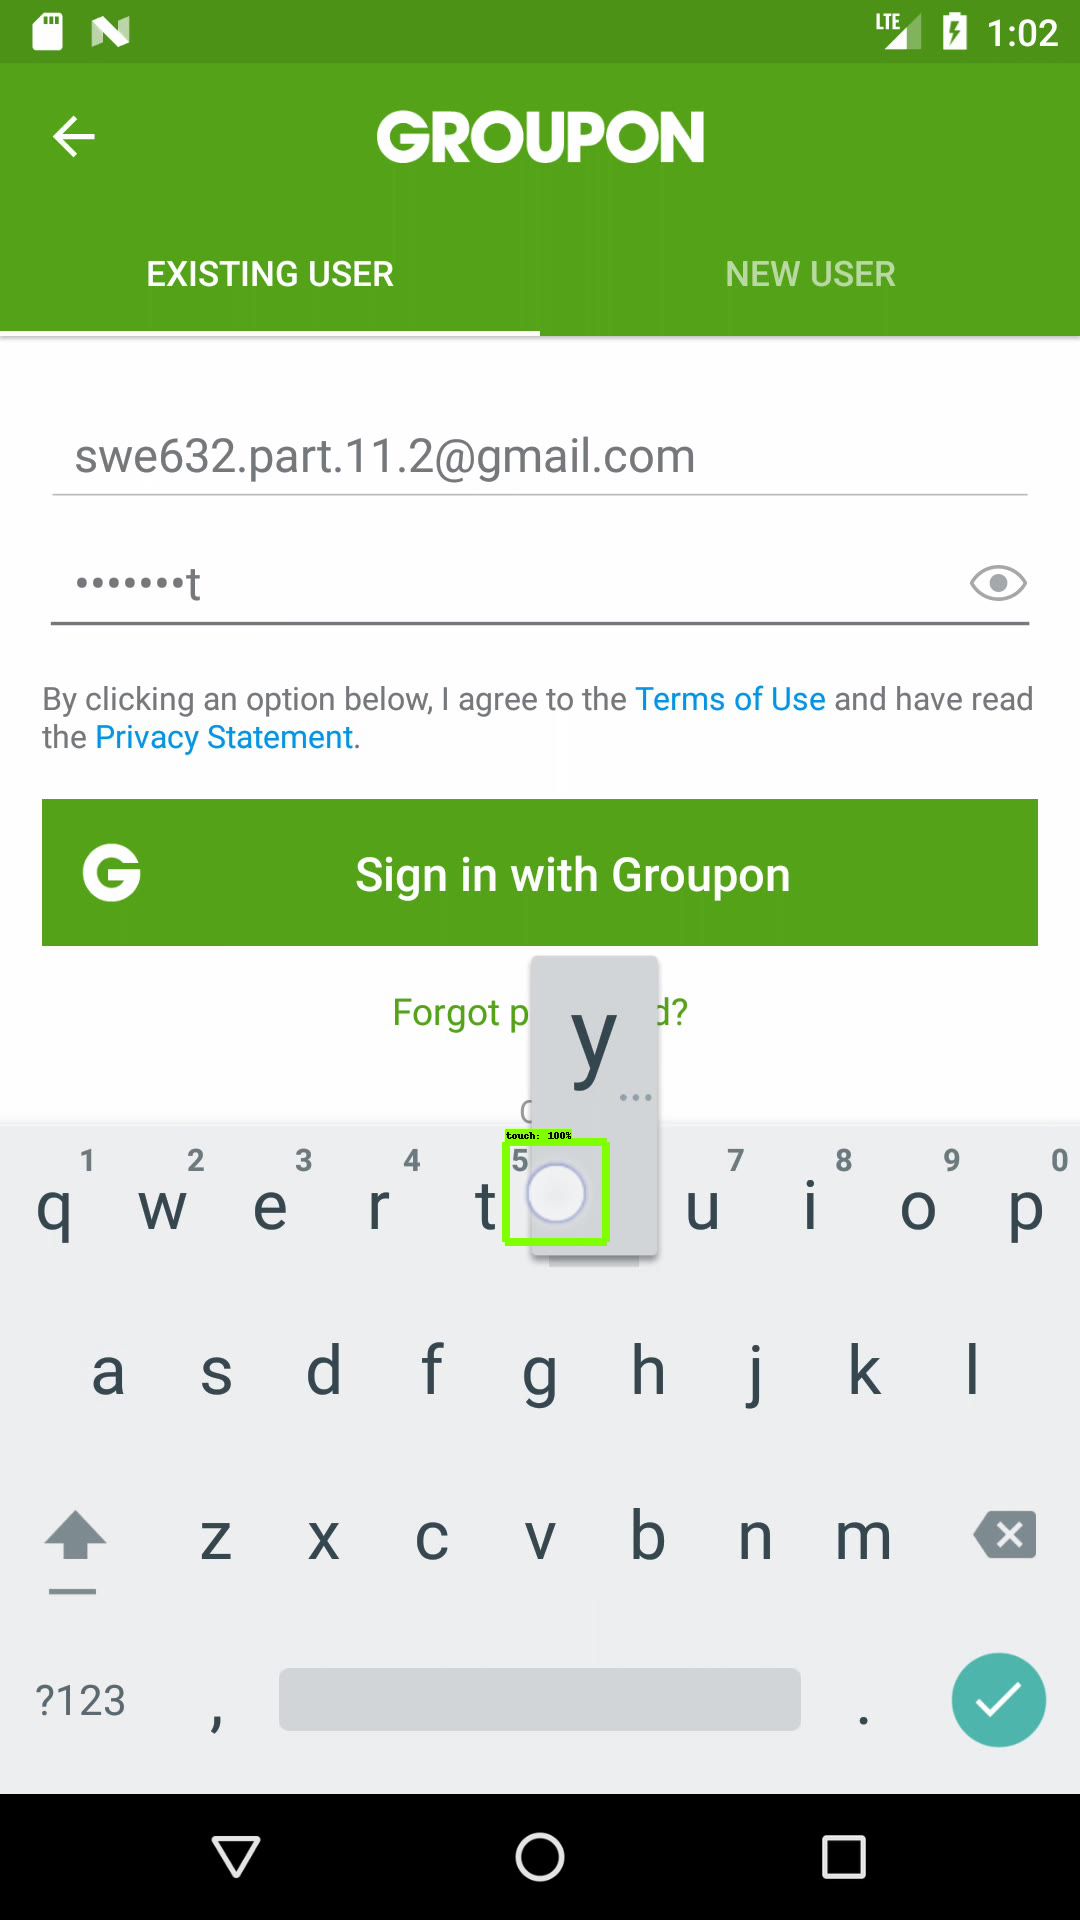 LTE 1:02
GROUPON
EXISTING USER NEW USER
swe632.part.11.2@gmail.com
•••••••t
By clicking an option below, I agree to the Terms of Use and have read
the Privacy Statement.
G Sign in with Groupon
y
Forgot p d?
...
touch: 100%
1 2 3 4 5 7 8 9 0
q w e r t u i o p
a s d f g h j k l
z x c v b n m
?123 , .